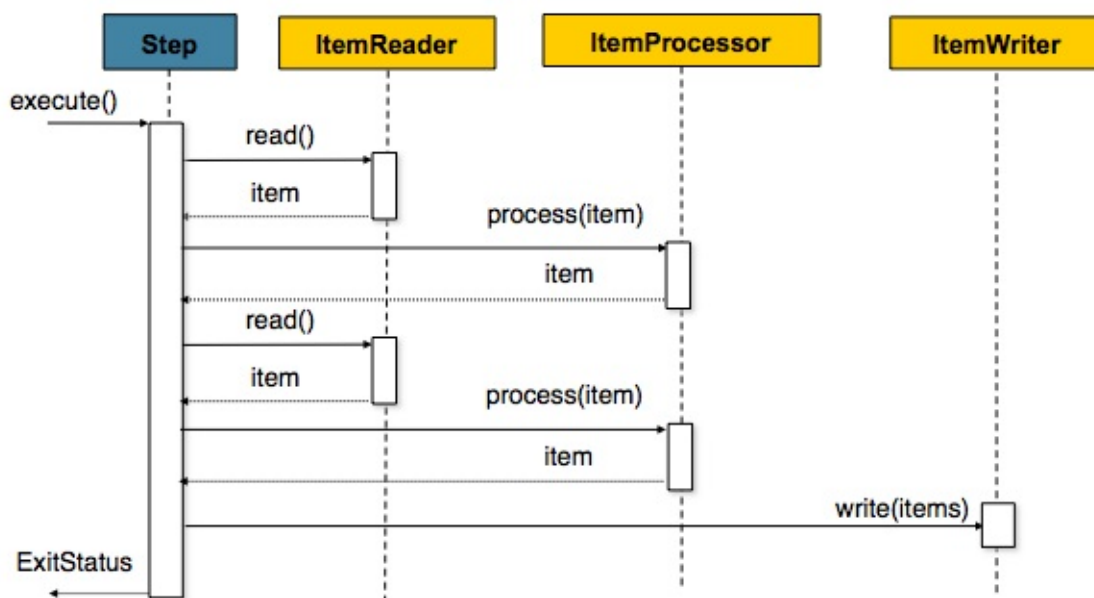 Step
ItemReader
ItemProcessor
ItemWriter
execute()
read()
item
process(item)
item
read()
item
process(item)
item
write(items)
ExitStatus